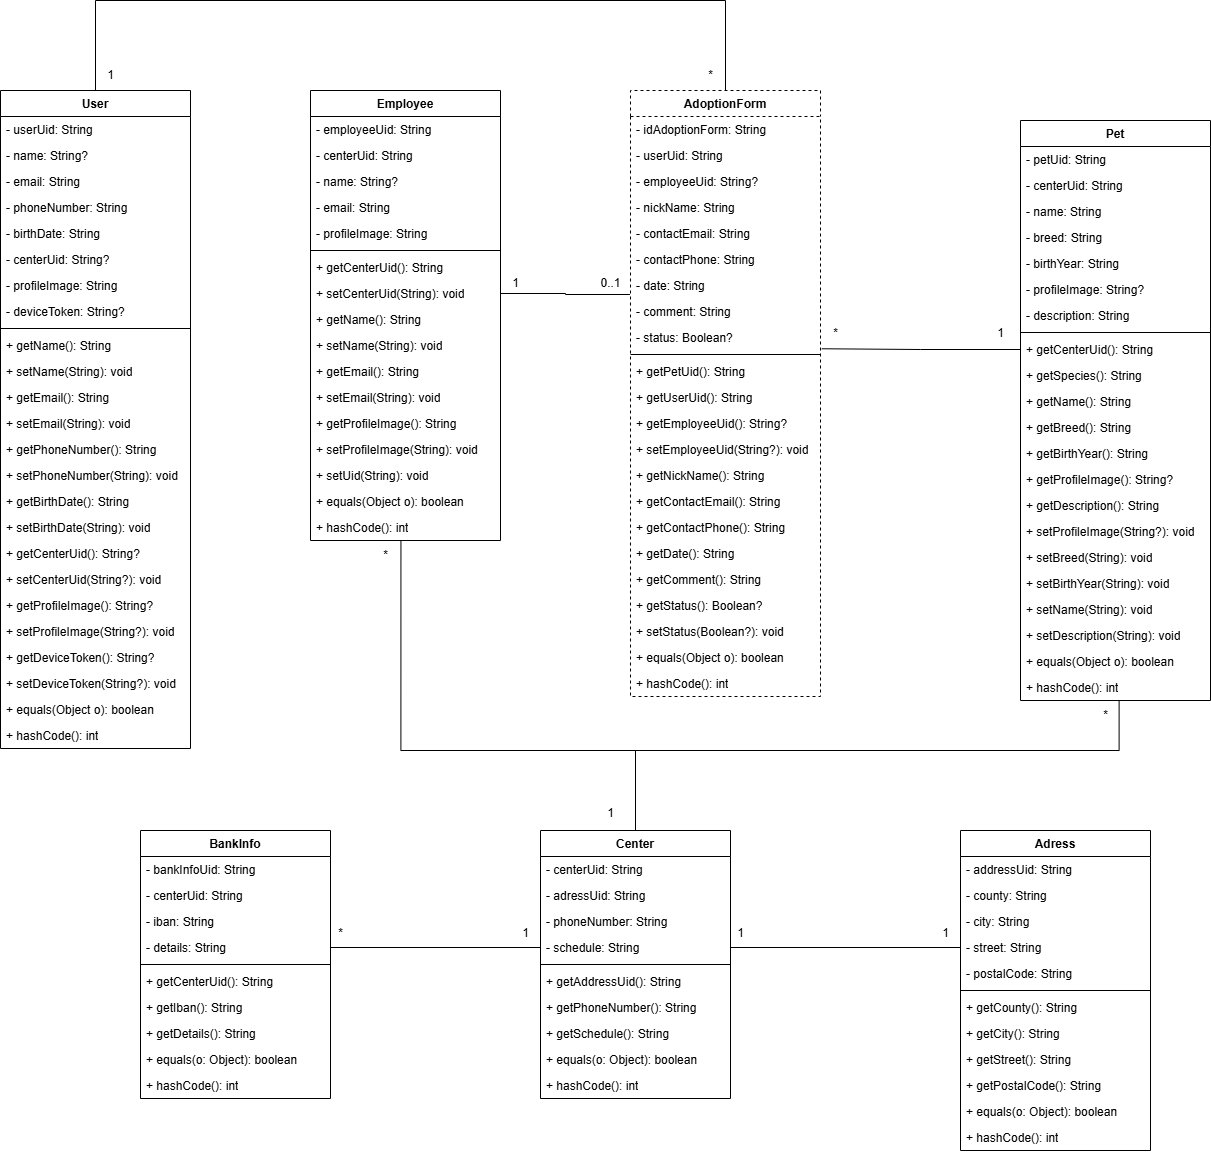 1
*
User
- userUid: String
- name: String?
- email: String
- phoneNumber: String
- birthDate: String
- centerUid: String?
- profileImage: String
- deviceToken: String?
+ getName(): String
+ setName(String): void
+ getEmail(): String
+ setEmail(String): void
+ getPhoneNumber(): String
+ setPhoneNumber(String): void
+ getBirthDate(): String
+ setBirthDate(String): void
+ getCenterUid(): String?
+ setCenterUid(String?): void
+ getProfileImage(): String?
+ setProfileImage(String?): void
+ getDeviceToken(): String?
+ setDeviceToken(String?): void
+ equals(Object o): boolean
+ hashCode(): int
Employee
- employeeUid: String
- centerUid: String
- name: String?
- email: String
- profileImage: String
+ getCenterUid(): String
+ setCenterUid(String): void
+ getName(): String
+ setName(String): void
+ getEmail(): String
+ setEmail(String): void
+ getProfileImage(): String
+ setProfileImage(String): void
+ setUid(String): void
+ equals(Object o): boolean
+ hashCode(): int
*
1
0..1
AdoptionForm
- idAdoptionForm: String
- userUid: String
- employeeUid: String?
- nickName: String
- contactEmail: String
- contactPhone: String
- date: String
- comment: String
- status: Boolean?
+ getPetUid(): String
+ getUserUid(): String
+ getEmployeeUid(): String?
+ setEmployeeUid(String?): void
+ getNickName(): String
+ getContactEmail(): String
+ getContactPhone(): String
+ getDate(): String
+ getComment(): String
+ getStatus(): Boolean?
+ setStatus(Boolean?): void
+ equals(Object o): boolean
+ hashCode(): int
*
1
Pet
- petUid: String
- centerUid: String
- name: String
- breed: String
- birthYear: String
- profileImage: String?
- description: String
+ getCenterUid(): String
+ getSpecies(): String
+ getName(): String
+ getBreed(): String
+ getBirthYear(): String
+ getProfileImage(): String?
+ getDescription(): String
+ setProfileImage(String?): void
+ setBreed(String): void
+ setBirthYear(String): void
+ setName(String): void
+ setDescription(String): void
+ equals(Object o): boolean
+ hashCode(): int
*
1
BankInfo
- bankInfoUid: String
- centerUid: String
- iban: String
- details: String
+ getCenterUid(): String
+ getIban(): String
+ getDetails(): String
+ equals(o: Object): boolean
+ hashCode(): int
*
1
Center
- centerUid: String
- adressUid: String
- phoneNumber: String
- schedule: String
+ getAddressUid(): String
+ getPhoneNumber(): String
+ getSchedule(): String
+ equals(o: Object): boolean
+ hashCode(): int
1
1
Adress
- addressUid: String
- county: String
- city: String
- street: String
- postalCode: String
+ getCounty(): String
+ getCity(): String
+ getStreet(): String
+ getPostalCode(): String
+ equals(o: Object): boolean
+ hashCode(): int